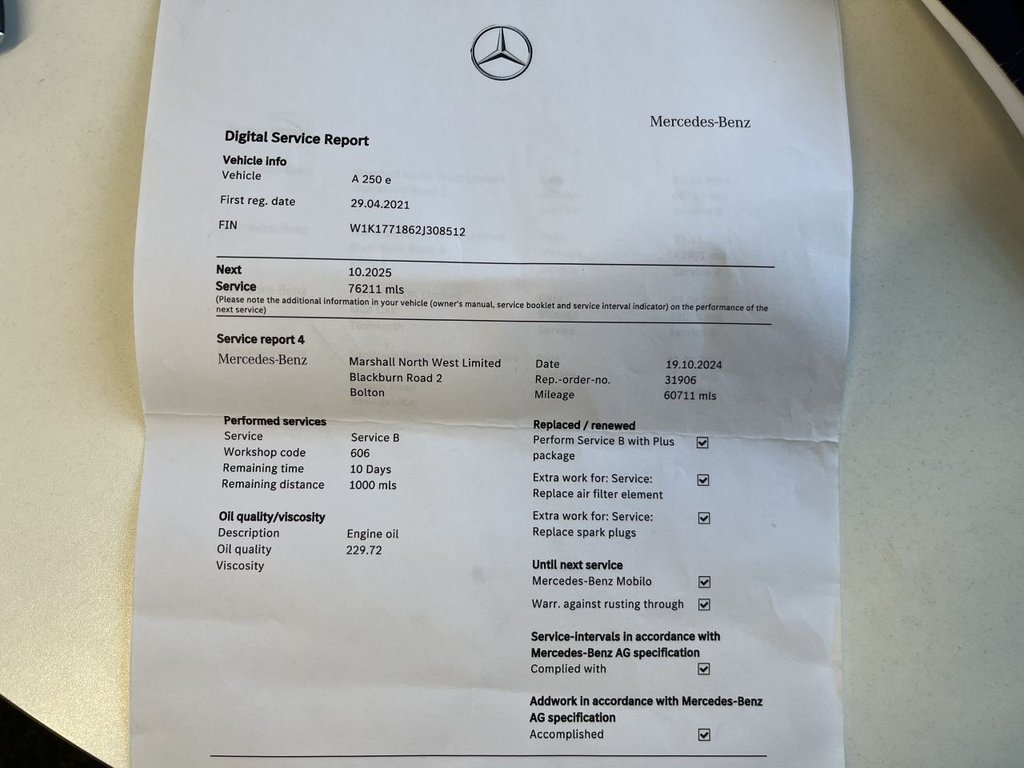 Mercedes-Benz
Digital Service Report
Vehicle info
Vehicle A 250 e
First reg. date 29.04.2021
FIN W1K1771862J308512
Next 10.2025
Service 76211 mls
(Please note the additional information in your vehicle (owner's manual, service booklet and service interval indicator) on the performance of the
next service)
Service report 4
Mercedes-Benz Marshall North West Limited
Blackburn Road 2
Bolton
Date 19.10.2024
Rep.-order-no. 31906
Mileage 60711 mls
Performed services
Service Service B
Workshop code 606
Remaining time 10 Days
Remaining distance 1000 mls
Oil quality/viscosity
Description Engine oil
Oil quality 229.72
Viscosity
Replaced / renewed
Perform Service B with Plus
package
Extra work for: Service:
Replace air filter element
Extra work for: Service:
Replace spark plugs
Until next service
Mercedes-Benz Mobilo
Warr. against rusting through
Service-intervals in accordance with
Mercedes-Benz AG specification
Complied with
Addwork in accordance with Mercedes-Benz
AG specification
Accomplished